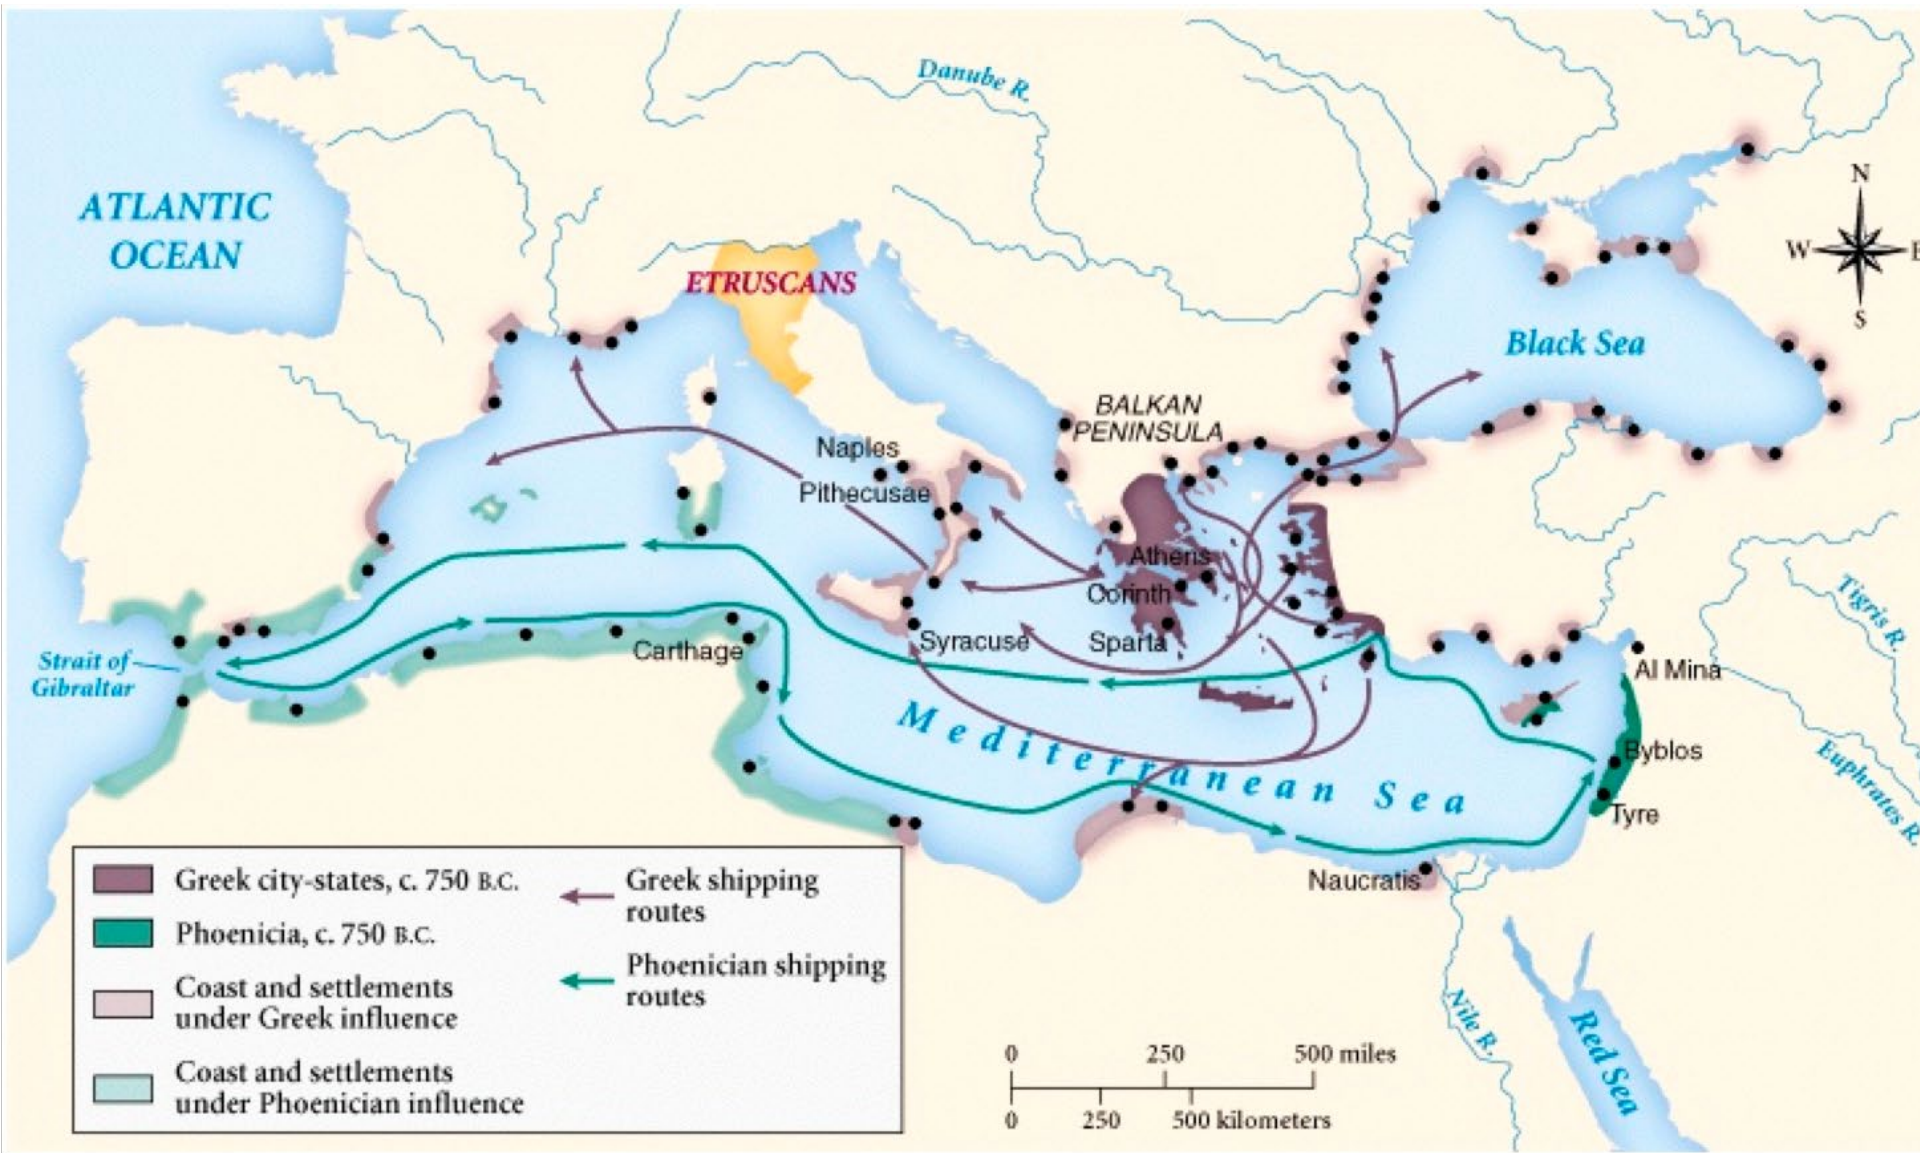 Danube R.
N
W
E
S
ATLANTIC
OCEAN
ETRUSCANS
Black Sea
BALKAN
PENINSULA
Naples
Pithecusae
Athens
Corinth
Sparta
Syracuse
Carthage
Strait of
Gibraltar
Tigris R.
Al Mina
Mediterranean Sea
Byblos
Euphrates R.
Tyre
Naucratis
Nile R.
Red Sea
Greek city-states, c. 750 B.C.
Phoenicia, c. 750 B.C.
Coast and settlements
under Greek influence
Coast and settlements
under Phoenician influence
Greek shipping
routes
Phoenician shipping
routes
0 250 500 miles
0 250 500 kilometers